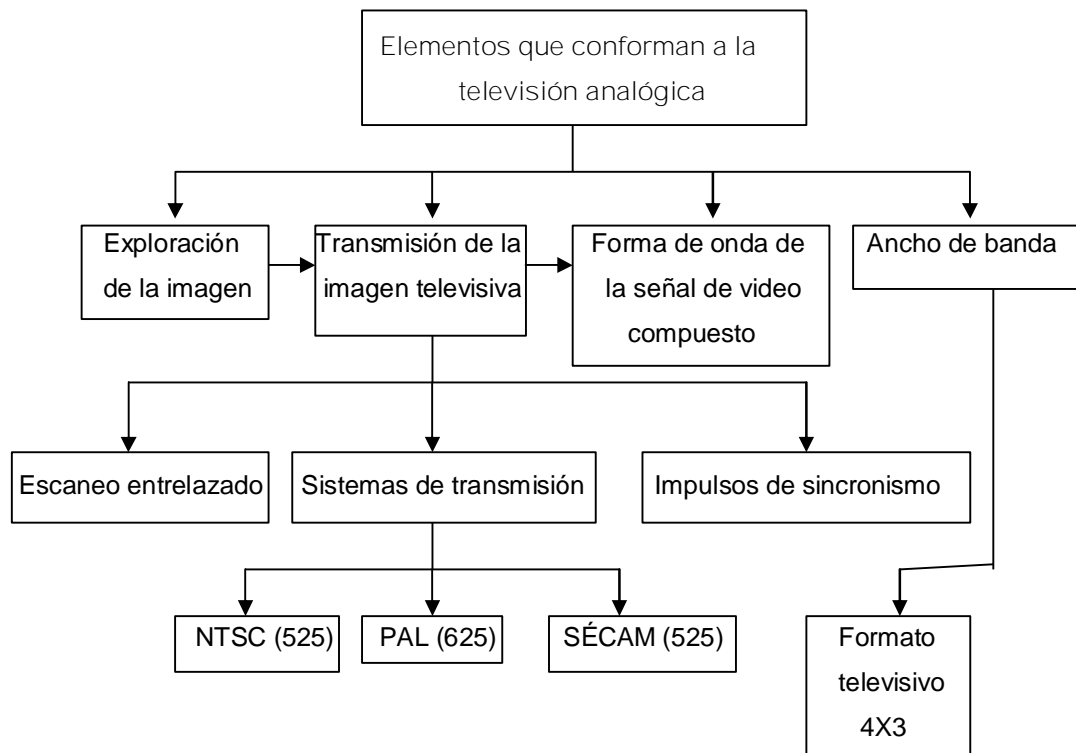 Elementos que conforman a la
televisión analógica
Exploración
de la imagen
Transmisión de la
imagen televisiva
Forma de onda de
la señal de video
compuesto
Ancho de banda
Escaneo entrelazado
Sistemas de transmisión
Impulsos de sincronismo
NTSC (525)
PAL (625)
SÉCAM (525)
Formato
televisivo
4X3